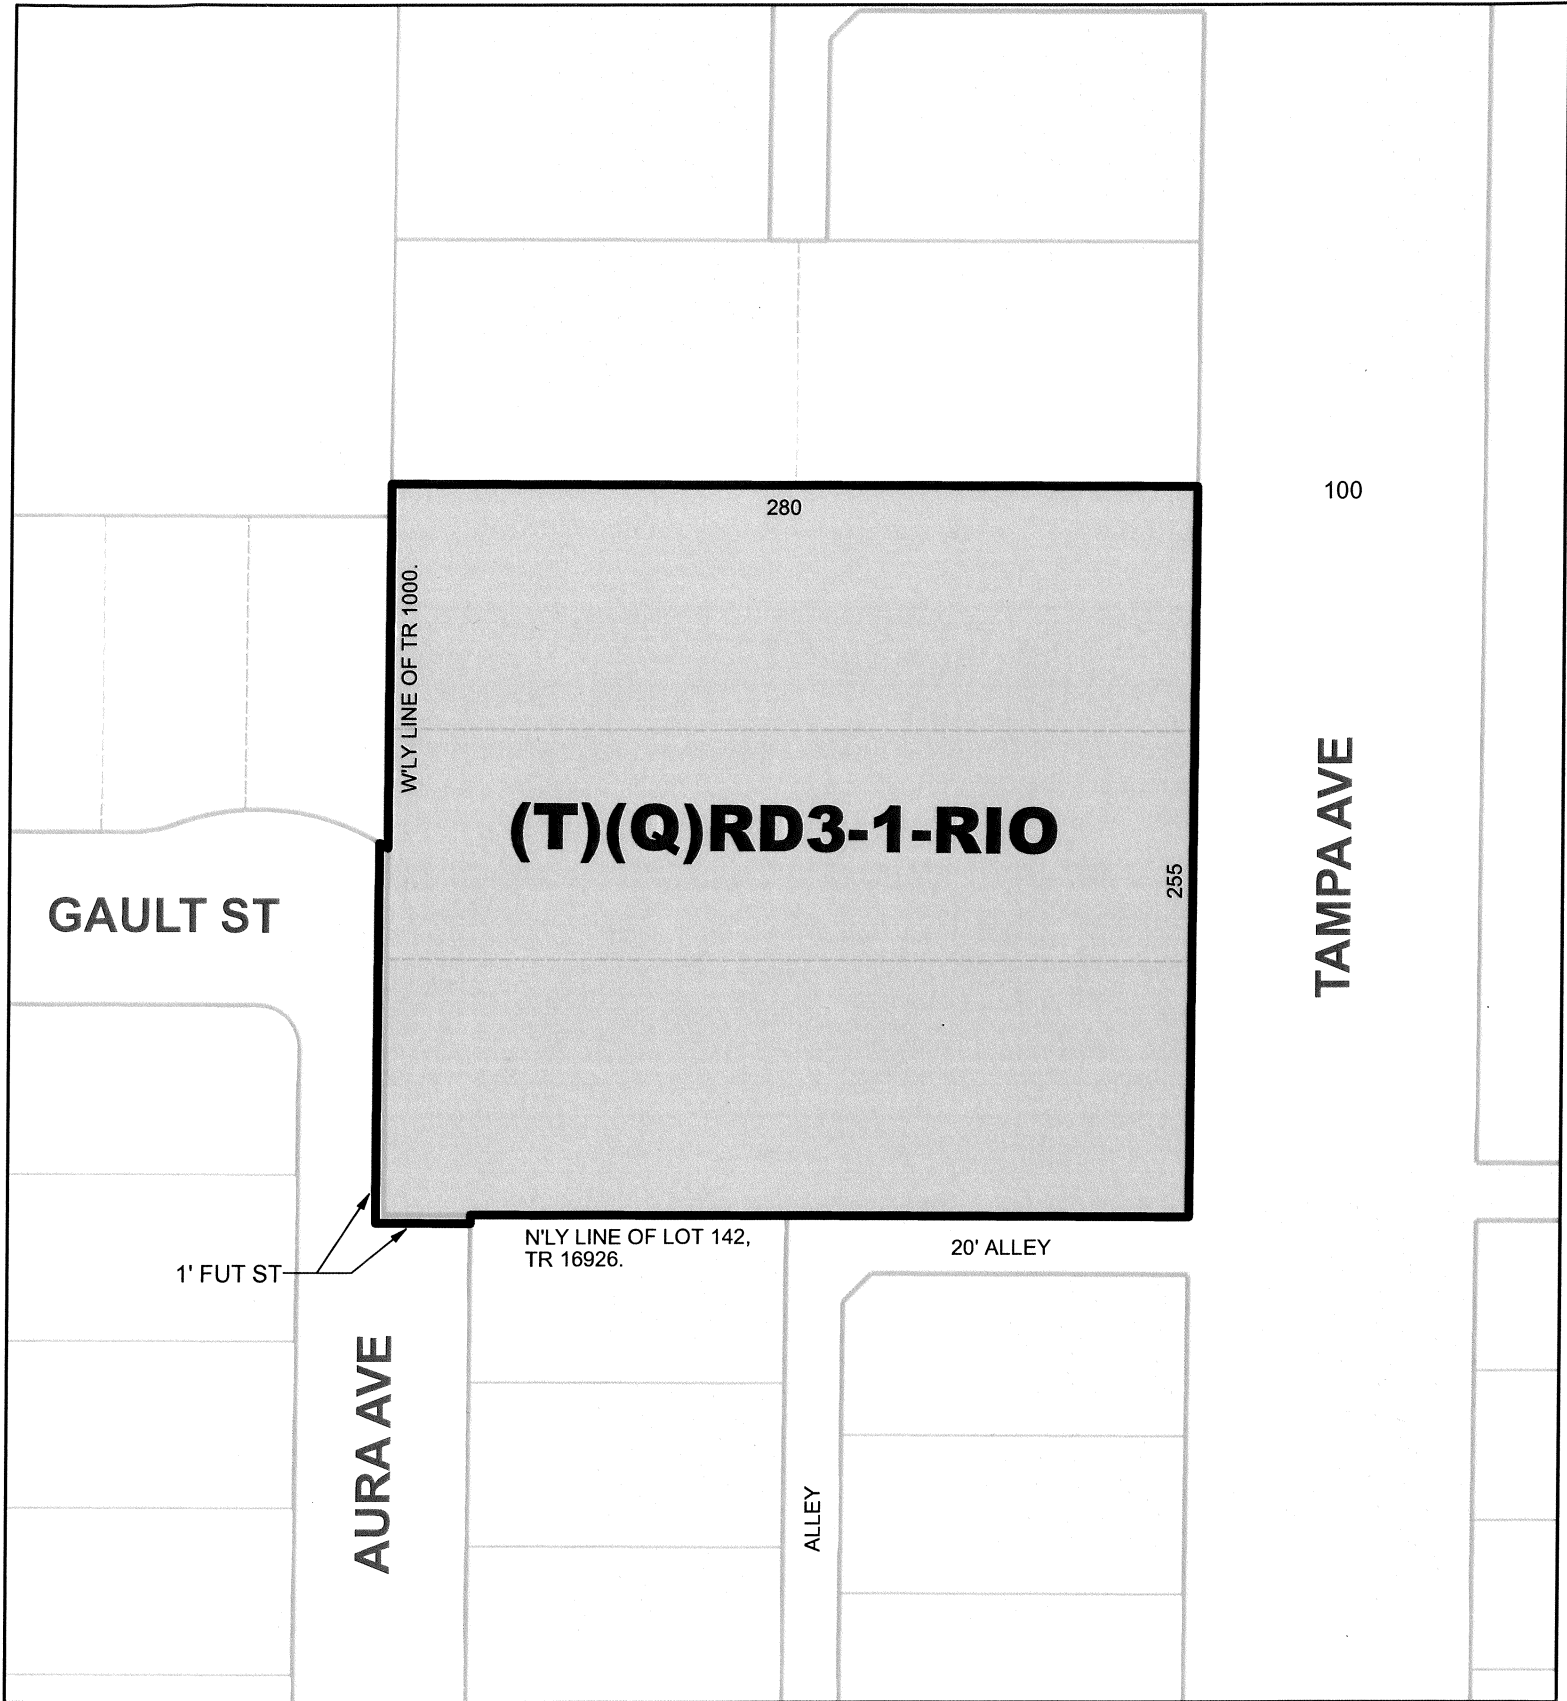 280
100
W'LY LINE OF TR 1000.
(T)(Q)RD3-1-RIO
255
GAULT ST
TAMPA AVE
N'LY LINE OF LOT 142,
TR 16926.
20' ALLEY
1' FUT ST
AURA AVE
ALLEY